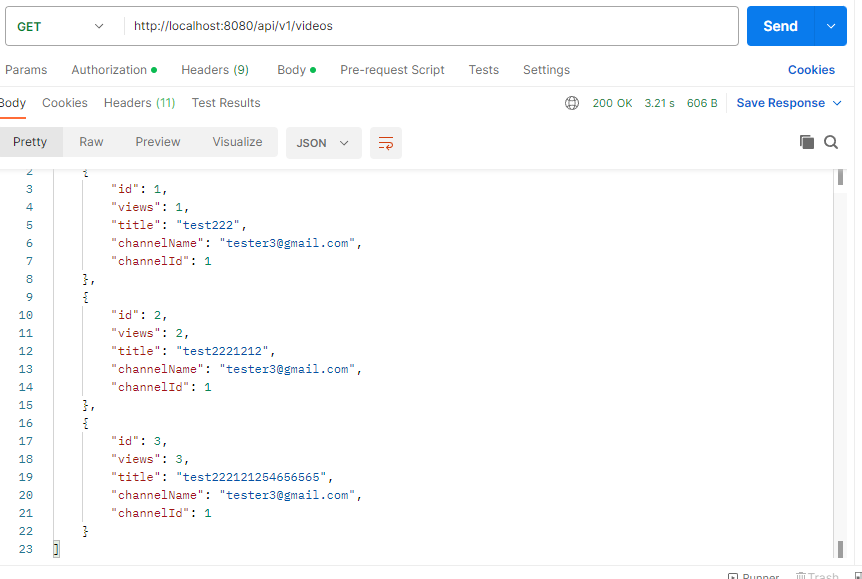 GET http://localhost:8080/api/v1/videos Send
Params Authorization Headers (9) Body Pre-request Script Tests Settings Cookies
Body Cookies Headers (11) Test Results 200 OK 3.21 s 606 B Save Response
Pretty Raw Preview Visualize JSON
2 {
3 "id": 1,
4 "views": 1,
5 "title": "test222",
6 "channelName": "tester3@gmail.com",
7 "channelId": 1
8 },
9 {
10 "id": 2,
11 "views": 2,
12 "title": "test2221212",
13 "channelName": "tester3@gmail.com",
14 "channelId": 1
15 },
16 {
17 "id": 3,
18 "views": 3,
19 "title": "test222121254656565",
20 "channelName": "tester3@gmail.com",
21 "channelId": 1
22 }
23 ]
Runner Trash